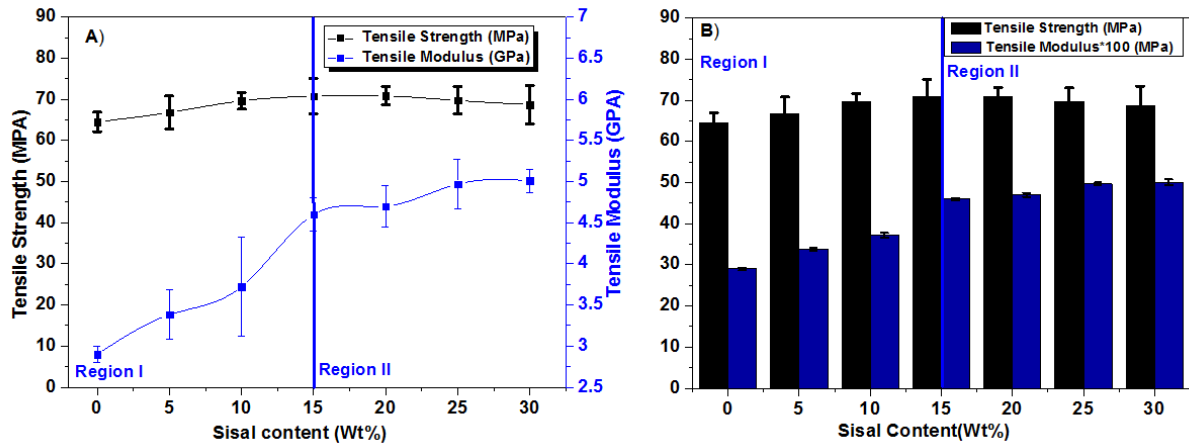 A)
Tensile Strength (MPa)
Tensile Modulus (GPa)
90
80
70
60
50
40
30
20
10
0
Tensile Strength (MPA)
7
6.5
6
5.5
5
4.5
4
3.5
3
2.5
Tensile Modulus (GPA)
Region I
Region II
0 5 10 15 20 25 30
Sisal content (Wt%)
B)
Tensile Strength (MPa)
Tensile Modulus*100 (MPa)
Region I
Region II
90
80
70
60
50
40
30
20
10
0
0 5 10 15 20 25 30
Sisal Content(Wt%)